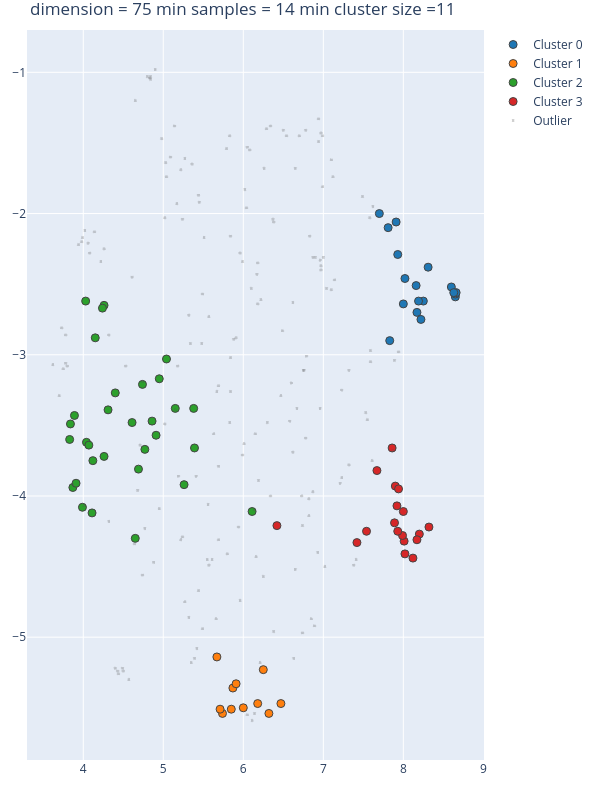 dimension = 75 min samples = 14 min cluster size =11
Cluster 0
Cluster 1
Cluster 2
Cluster 3
Outlier
−1
−2
−3
−4
−5
4 5 6 7 8 9